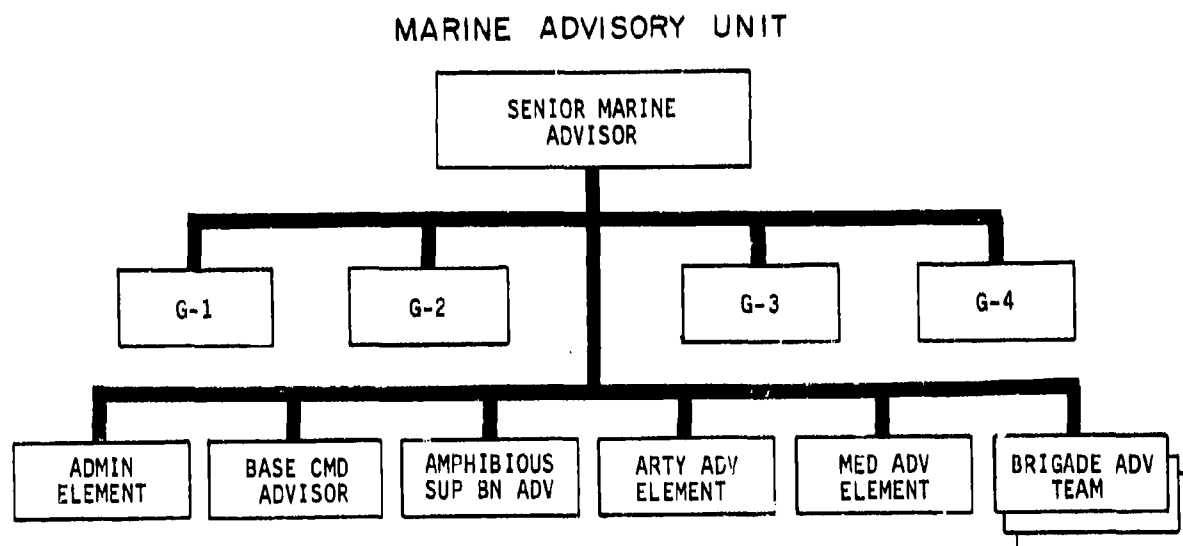 MARINE ADVISORY UNIT
SENIOR MARINE
ADVISOR
G-1
G-2
G-3
G-4
ADMIN
ELEMENT
BASE CMD
ADVISOR
AMPHIBIOUS
SUP BN ADV
ARTY ADV
ELEMENT
MED ADV
ELEMENT
BRIGADE ADV
TEAM